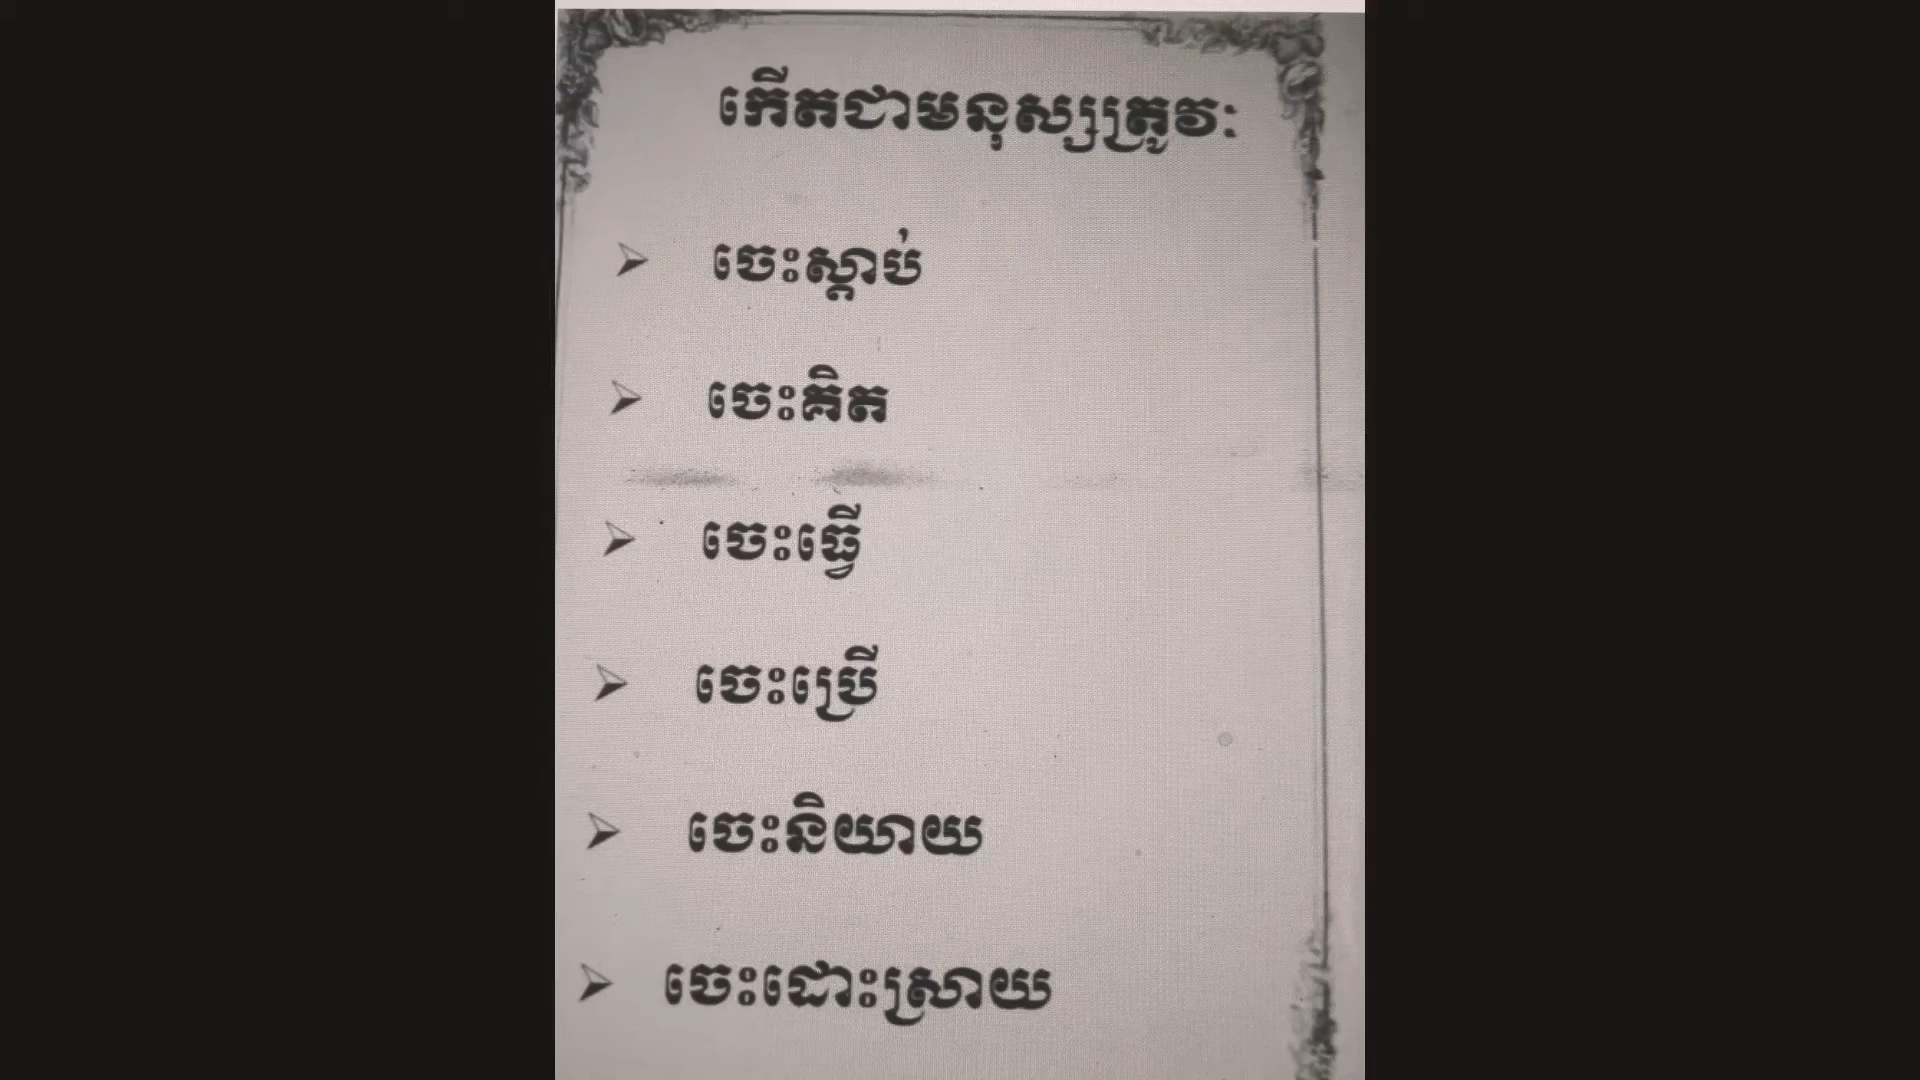 កើតជាមនុស្សត្រូវៈ
ចេះស្តាប់
ចេះគិត
ចេះធ្វើ
ចេះប្រើ
ចេះនិយាយ
ចេះដោះស្រាយ